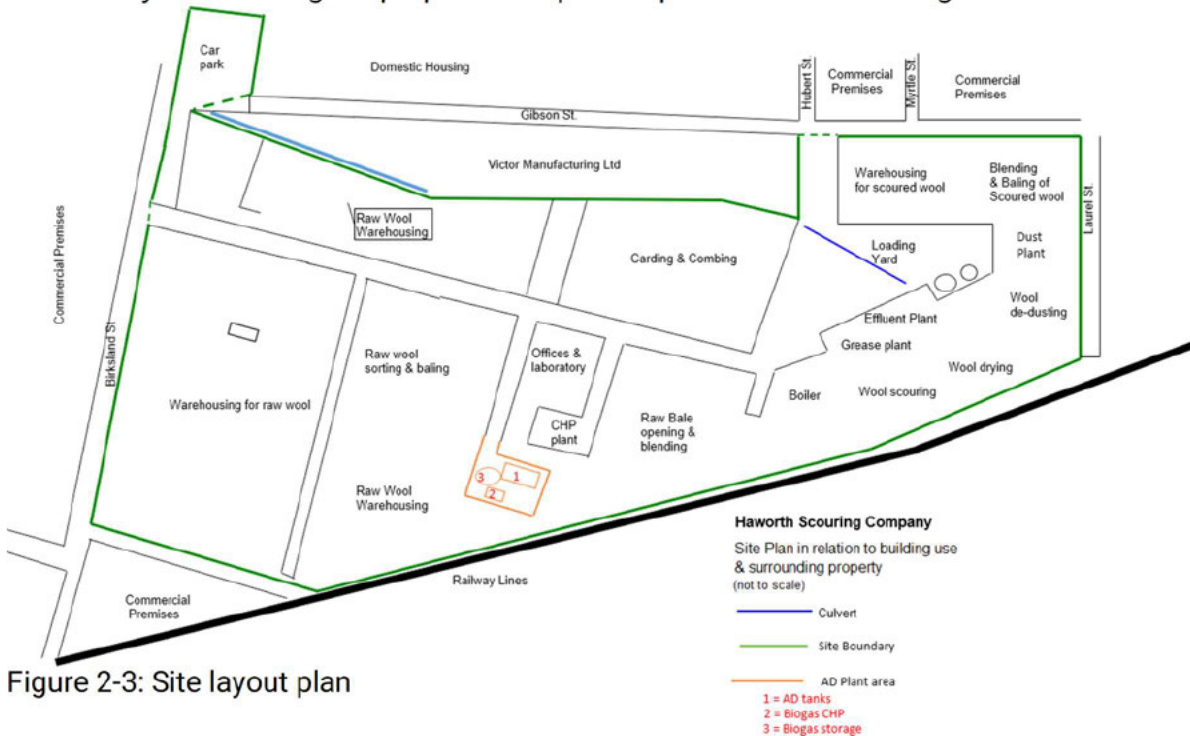 Car
park
Domestic Housing
Hubert St.
Commercial
Premises
Myrtle St.
Commercial
Premises
Gibson St.
Victor Manufacturing Ltd
Warehousing
for scoured wool
Blending
& Baling of
Scoured wool
Laurel St.
Commercial Premises
Raw Wool
Warehousing
Carding & Combing
Loading
Yard
Dust
Plant
Wool
de-dusting
Effluent Plant
Grease plant
Birksland St
Raw wool
sorting & baling
Offices &
laboratory
Wool drying
Boiler
Wool scouring
Warehousing for raw wool
CHP
plant
Raw Bale
opening &
blending
3
1
2
Raw Wool
Warehousing
Railway Lines
Commercial
Premises
Haworth Scouring Company
Site Plan in relation to building use
& surrounding property
(not to scale)
Culvert
Site Boundary
AD Plant area
1 = AD tanks
2 = Biogas CHP
3 = Biogas storage
Figure 2-3: Site layout plan